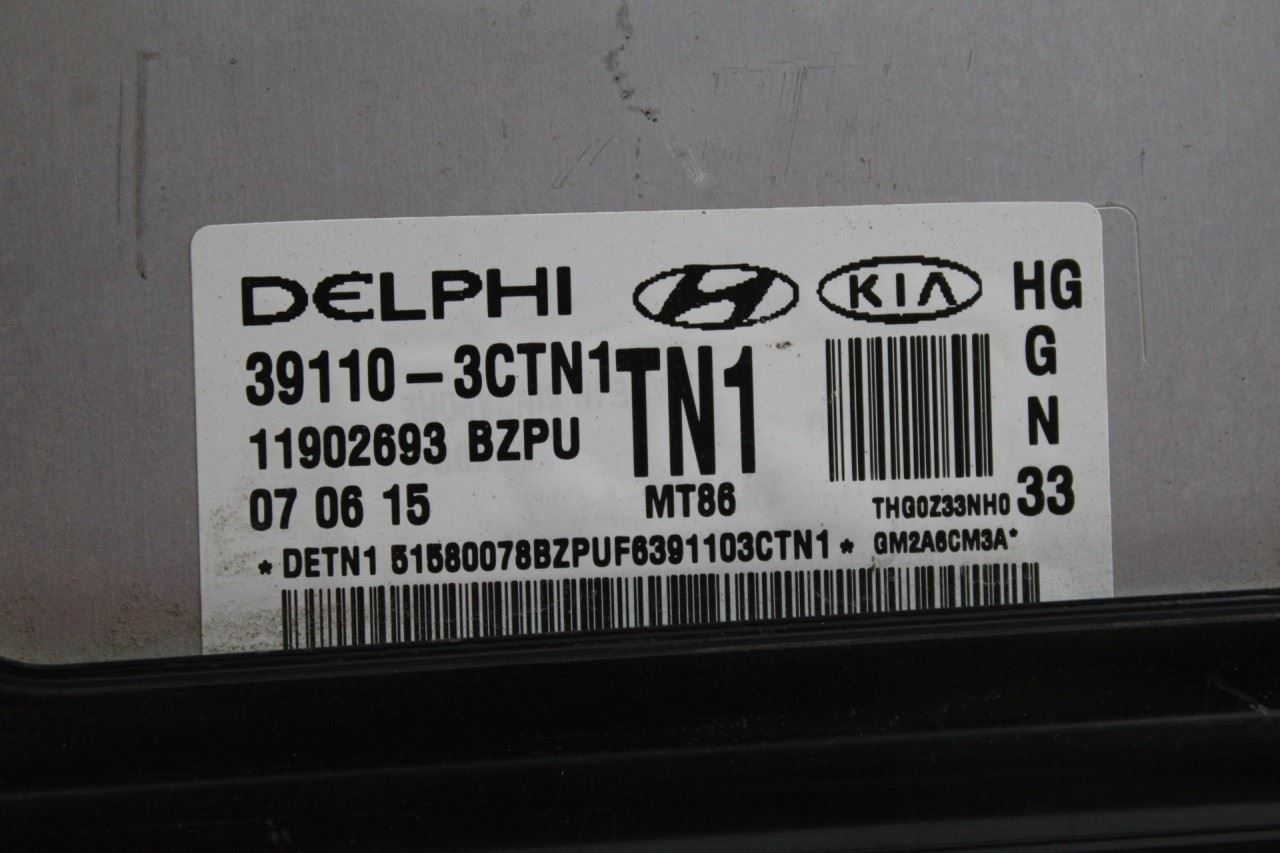 DELPHI KIA HG
39110-3CTN1 TN1 G
11902693 BZPU N
07 06 15 MT86 THG0Z33NH0 33
*DETN1 51580078BZPUF6391103CTN1* GM2A6CM3A*